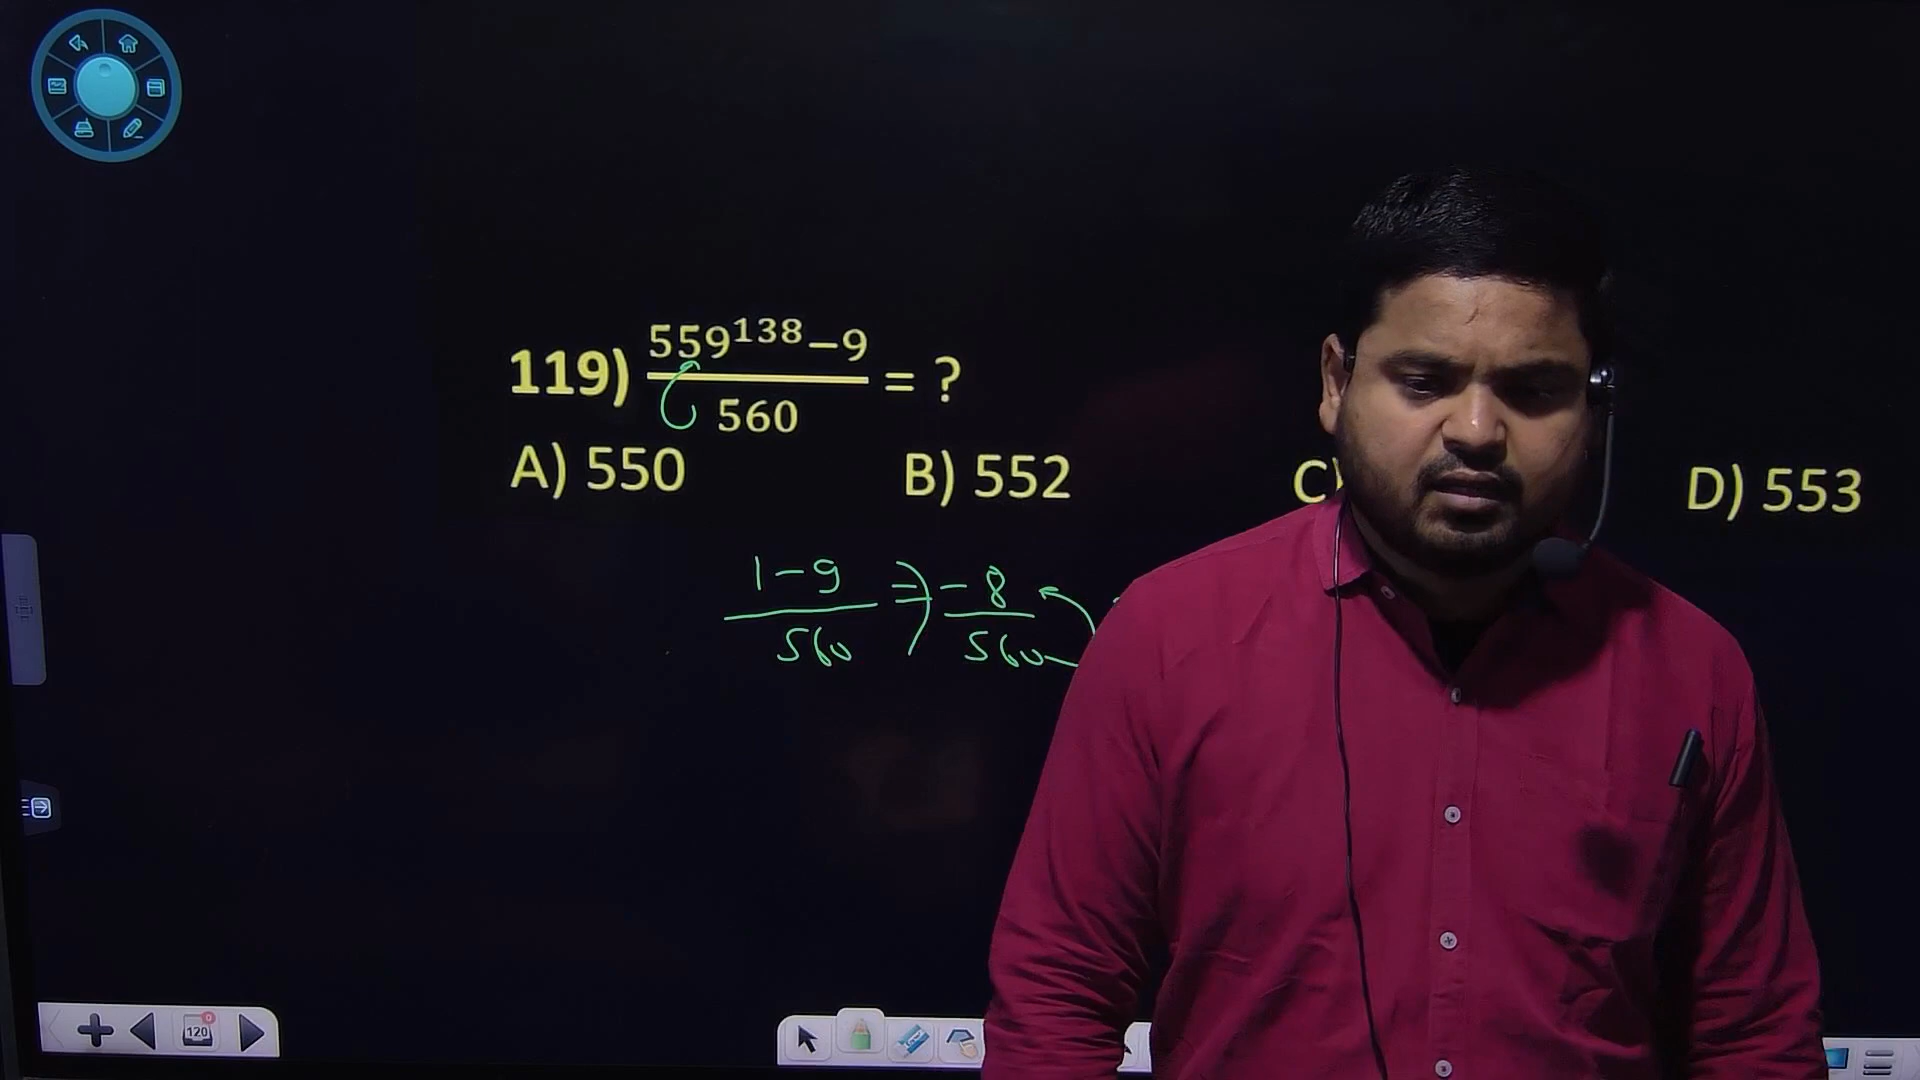 119) 559^138 – 9 / 560 = ?
A) 550 B) 552 C) D) 553
1 – 9 / 560 ⇒ – 8 / 560
120